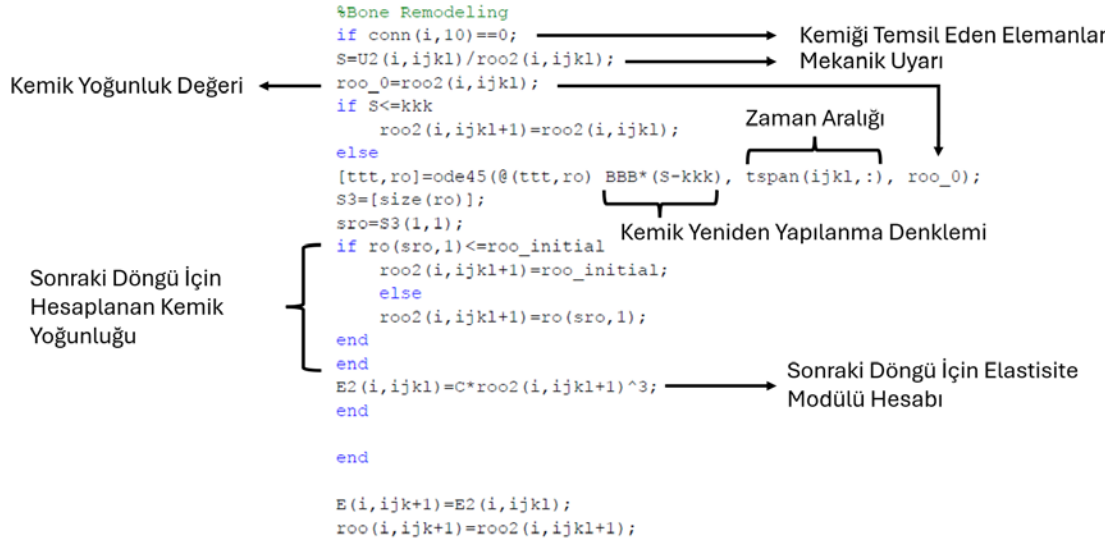 %Bone Remodeling
if conn(i,10)==0;
Kemiği Temsil Eden Elemanlar
S=U2(i,ijkl)/roo2(i,ijkl);
Mekanik Uyarı
Kemik Yoğunluk Değeri
roo_0=roo2(i,ijkl);
if S<=kkk
roo2(i,ijkl+1)=roo2(i,ijkl);
Zaman Aralığı
else
[ttt,ro]=ode45(@(ttt,ro) BBB*(S-kkk), tspan(ijkl,:), roo_0);
S3=[size(ro)];
sro=S3(1,1);
Kemik Yeniden Yapılanma Denklemi
if ro(sro,1)<=roo_initial
roo2(i,ijkl+1)=roo_initial;
else
roo2(i,ijkl+1)=ro(sro,1);
end
end
Sonraki Döngü İçin
Hesaplanan Kemik
Yoğunluğu
E2(i,ijkl)=C*roo2(i,ijkl+1)^3;
Sonraki Döngü İçin Elastisite
Modülü Hesabı
end
end
E(i,ijk+1)=E2(i,ijkl);
roo(i,ijk+1)=roo2(i,ijkl+1);